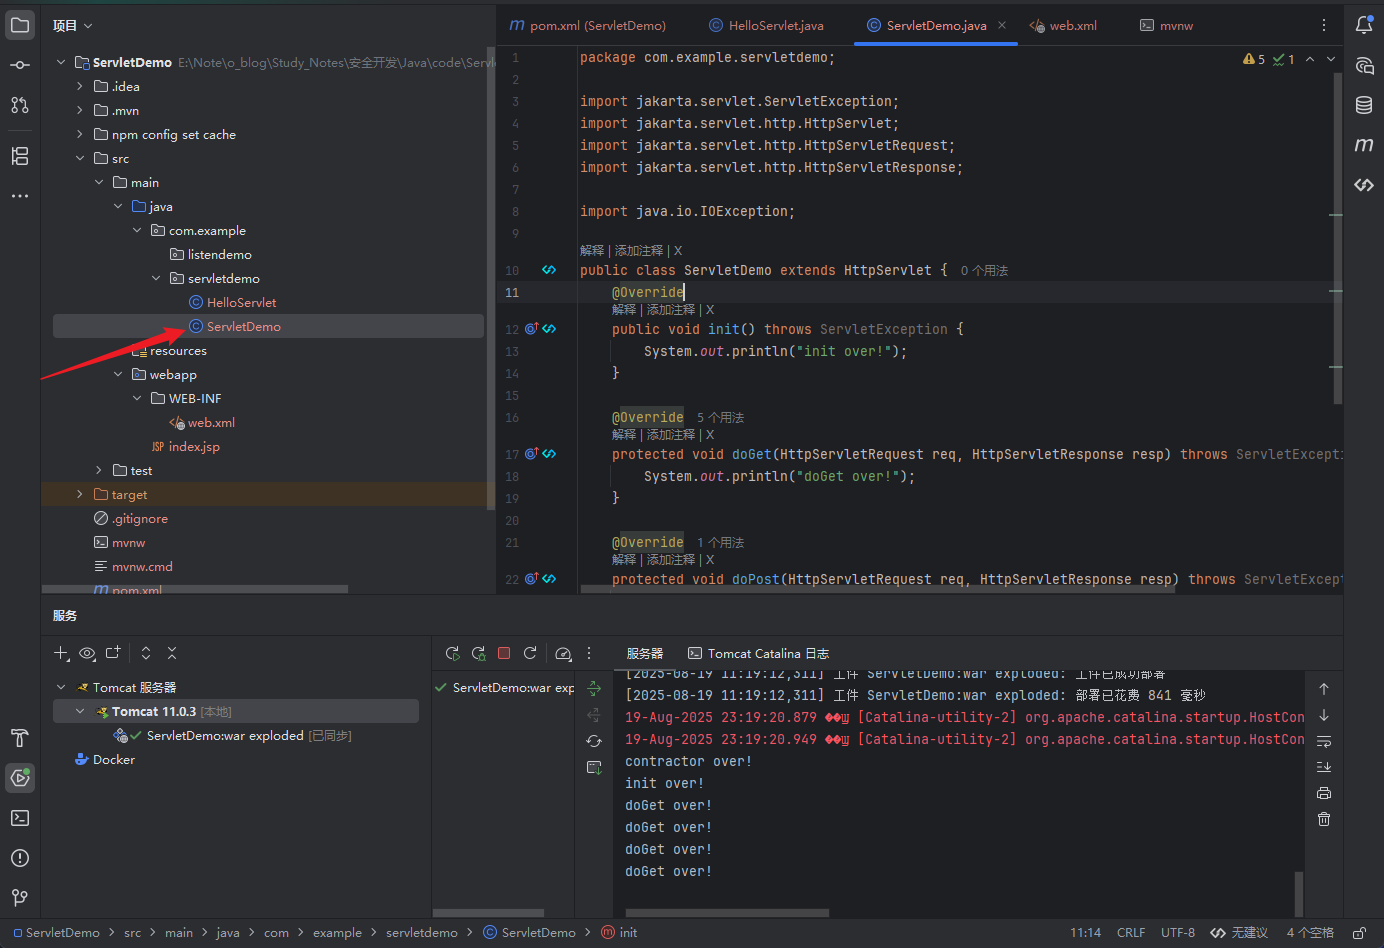 项目
ServletDemo E:\Note\o_blog\Study_Notes\安全开发\Java\code\Servl
.idea
.mvn
npm config set cache
src
main
java
com.example
listendemo
servletdemo
HelloServlet
ServletDemo
resources
webapp
WEB-INF
web.xml
index.jsp
test
target
.gitignore
mvnw
mvnw.cmd
pom.xml
pom.xml (ServletDemo) HelloServlet.java ServletDemo.java web.xml mvnw
5 1
1 package com.example.servletdemo;
2
3 import jakarta.servlet.ServletException;
4 import jakarta.servlet.http.HttpServlet;
5 import jakarta.servlet.http.HttpServletRequest;
6 import jakarta.servlet.http.HttpServletResponse;
7
8 import java.io.IOException;
9
解释 | 添加注释 | X
10 public class ServletDemo extends HttpServlet { 0 个用法
11 @Override
解释 | 添加注释 | X
12 public void init() throws ServletException {
13 System.out.println("init over!");
14 }
15
16 @Override 5 个用法
解释 | 添加注释 | X
17 protected void doGet(HttpServletRequest req, HttpServletResponse resp) throws ServletExcepti
18 System.out.println("doGet over!");
19 }
20
21 @Override 1 个用法
解释 | 添加注释 | X
22 protected void doPost(HttpServletRequest req, HttpServletResponse resp) throws ServletExcept
服务
Tomcat 服务器
Tomcat 11.0.3 [本地]
ServletDemo:war exploded [已同步]
Docker
ServletDemo:war exp
服务器 Tomcat Catalina 日志
[2025-08-19 11:19:12,311] 工件 ServletDemo:war exploded: 工件已成功部署
[2025-08-19 11:19:12,311] 工件 ServletDemo:war exploded: 部署已花费 841 毫秒
19-Aug-2025 23:19:20.879 ��Ϣ [Catalina-utility-2] org.apache.catalina.startup.HostCon
19-Aug-2025 23:19:20.949 ��Ϣ [Catalina-utility-2] org.apache.catalina.startup.HostCon
contractor over!
init over!
doGet over!
doGet over!
doGet over!
doGet over!
ServletDemo > src > main > java > com > example > servletdemo > ServletDemo > init
11:14 CRLF UTF-8 无建议 4 个空格